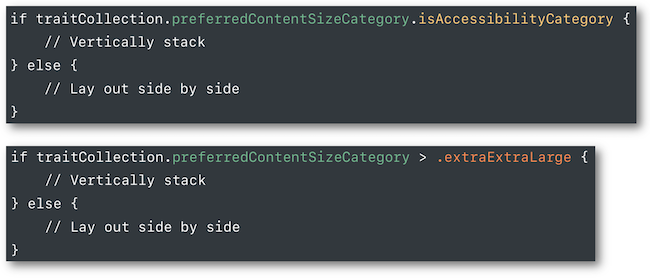 if traitCollection.preferredContentSizeCategory.isAccessibilityCategory {
    // Vertically stack
} else {
    // Lay out side by side
}
if traitCollection.preferredContentSizeCategory > .extraExtraLarge {
    // Vertically stack
} else {
    // Lay out side by side
}